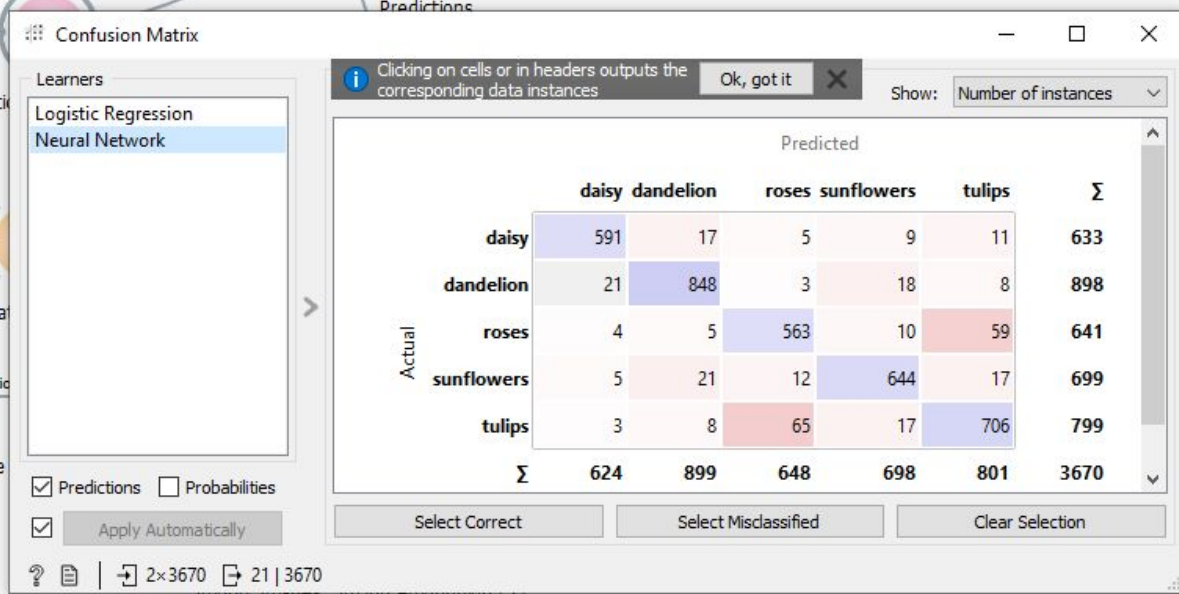 Predictions
Confusion Matrix
Learners
Logistic Regression
Neural Network
Clicking on cells or in headers outputs the
corresponding data instances
Ok, got it
Show: Number of instances
Predicted
daisy dandelion roses sunflowers tulips Σ
daisy 591 17 5 9 11 633
dandelion 21 848 3 18 8 898
Actual
roses 4 5 563 10 59 641
sunflowers 5 21 12 644 17 699
tulips 3 8 65 17 706 799
Σ 624 899 648 698 801 3670
Predictions Probabilities
Apply Automatically
Select Correct Select Misclassified Clear Selection
? 2×3670 21 | 3670